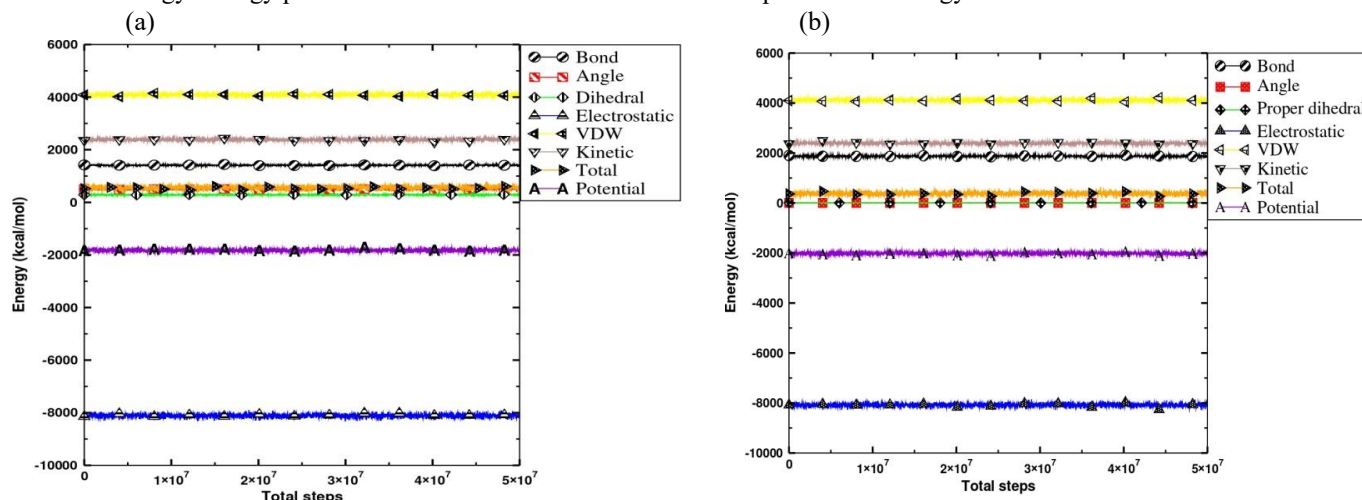 (a)
6000
4000
2000
0
-2000
-4000
-6000
-8000
-10000
Energy (kcal/mol)
0
1×10⁷
2×10⁷
3×10⁷
4×10⁷
5×10⁷
Total steps
Bond
Angle
Dihedral
Electrostatic
VDW
Kinetic
Total
Potential
(b)
6000
4000
2000
0
-2000
-4000
-6000
-8000
-10000
Energy (kcal/mol)
0
1×10⁷
2×10⁷
3×10⁷
4×10⁷
5×10⁷
Total steps
Bond
Angle
Proper dihedral
Electrostatic
VDW
Kinetic
Total
Potential